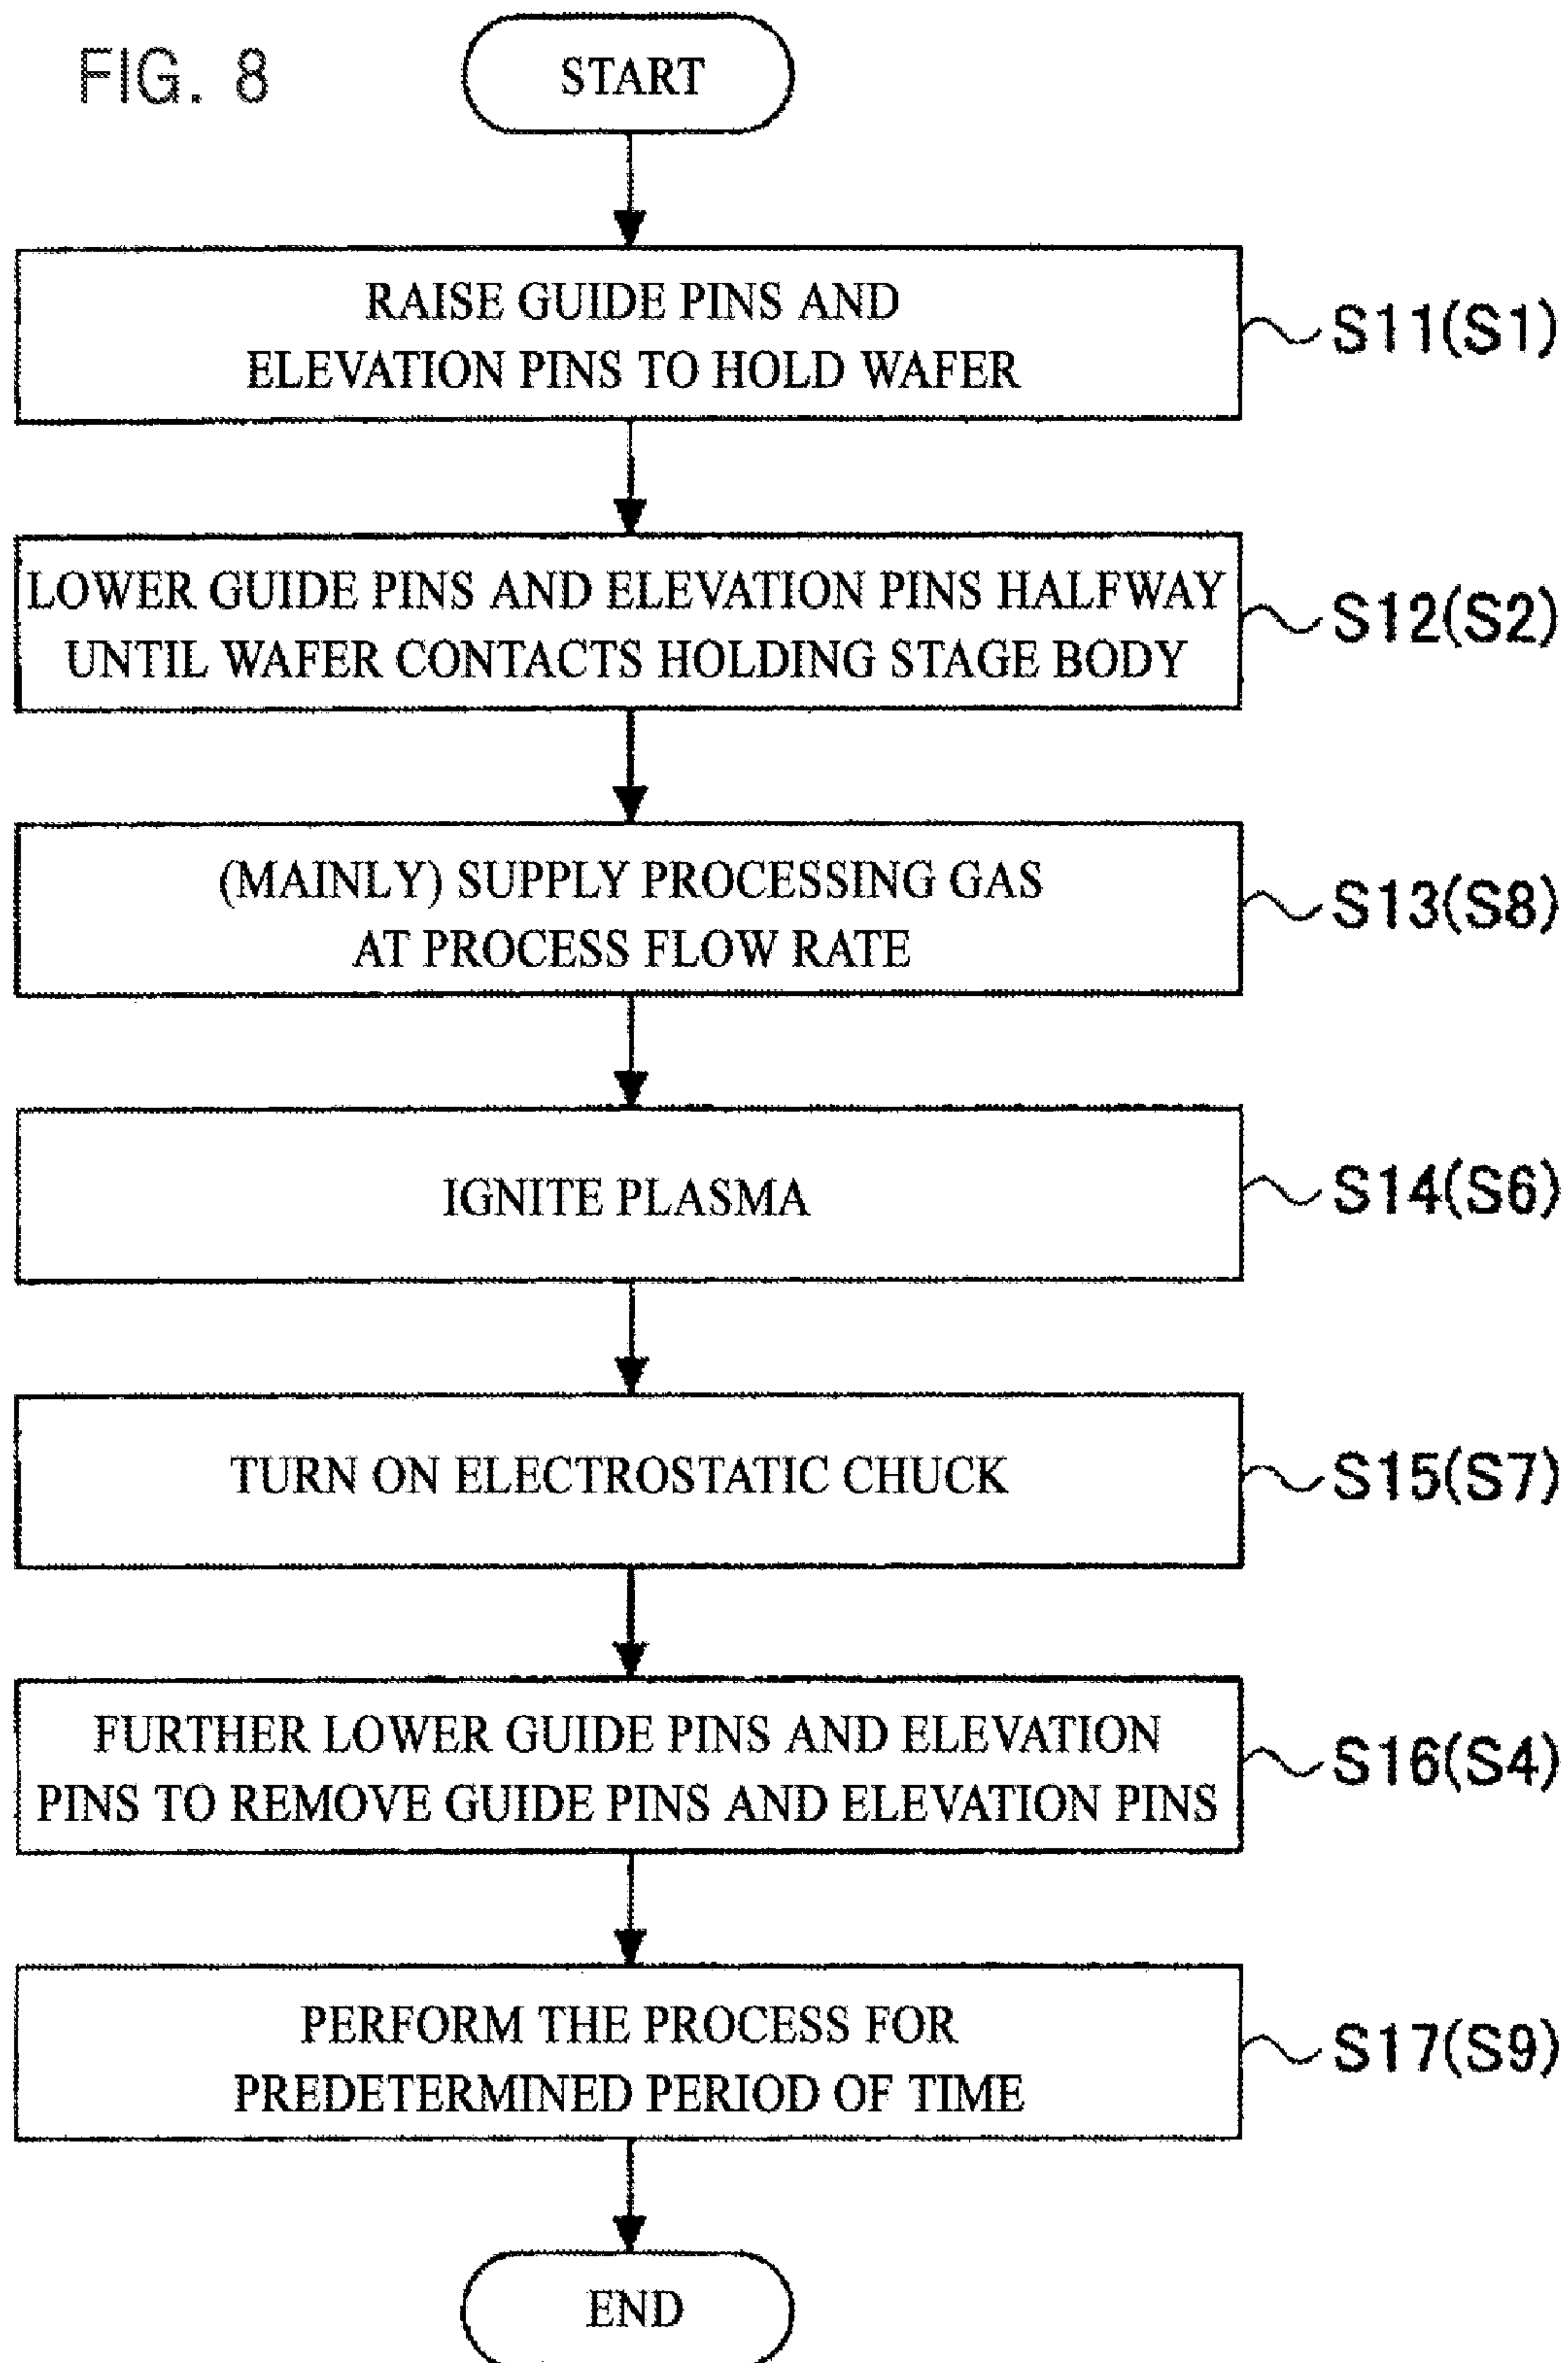 FIG. 8
START
RAISE GUIDE PINS AND
ELEVATION PINS TO HOLD WAFER
S11(S1)
LOWER GUIDE PINS AND ELEVATION PINS HALFWAY
UNTIL WAFER CONTACTS HOLDING STAGE BODY
S12(S2)
(MAINLY) SUPPLY PROCESSING GAS
AT PROCESS FLOW RATE
S13(S8)
IGNITE PLASMA
S14(S6)
TURN ON ELECTROSTATIC CHUCK
S15(S7)
FURTHER LOWER GUIDE PINS AND ELEVATION
PINS TO REMOVE GUIDE PINS AND ELEVATION PINS
S16(S4)
PERFORM THE PROCESS FOR
PREDETERMINED PERIOD OF TIME
S17(S9)
END